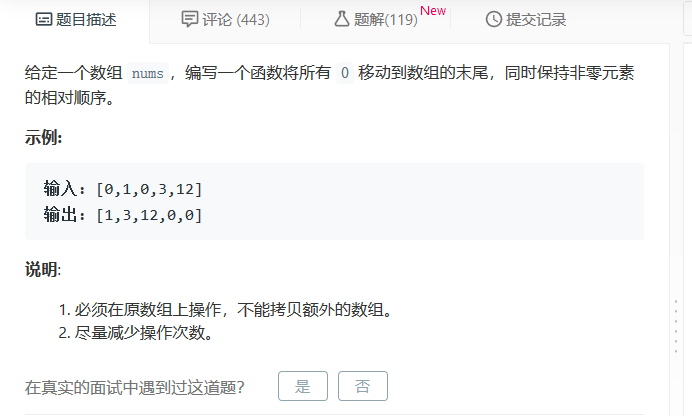 题目描述 评论 (443) 题解(119) New 提交记录
给定一个数组 nums，编写一个函数将所有 0 移动到数组的末尾，同时保持非零元素
的相对顺序。
示例:
输入: [0,1,0,3,12]
输出: [1,3,12,0,0]
说明:
1. 必须在原数组上操作，不能拷贝额外的数组。
2. 尽量减少操作次数。
在真实的面试中遇到过这道题? 是 否